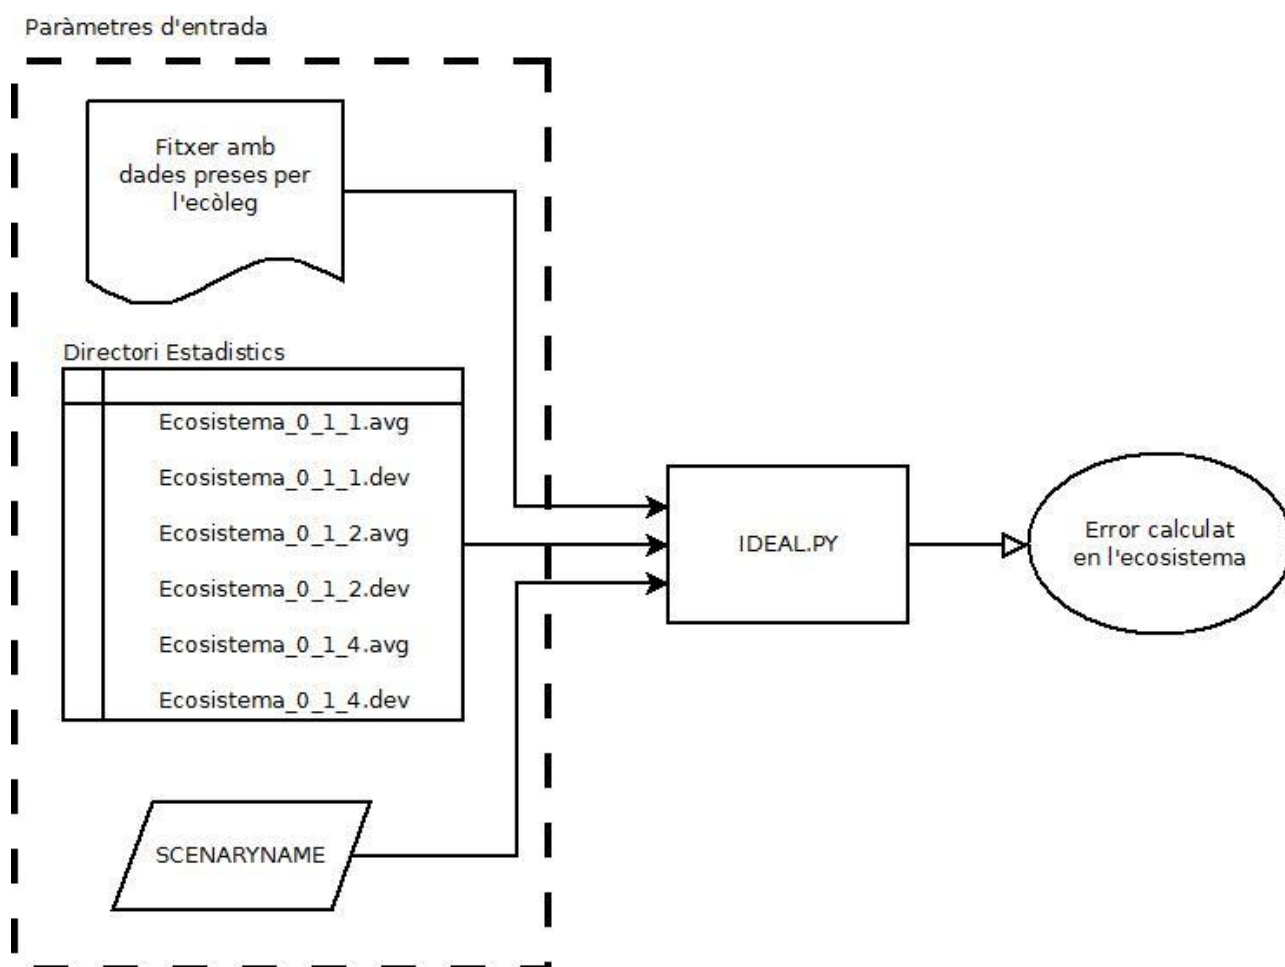 Paràmetres d'entrada
Fitxer amb
dades preses per
l'ecòleg
Directori Estadistics
Ecosistema_0_1_1.avg
Ecosistema_0_1_1.dev
Ecosistema_0_1_2.avg
Ecosistema_0_1_2.dev
Ecosistema_0_1_4.avg
Ecosistema_0_1_4.dev
SCENARYNAME
IDEAL.PY
Error calculat
en l'ecosistema